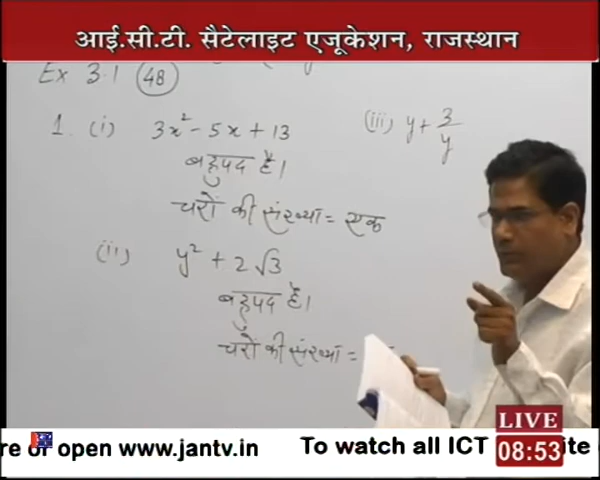 आई.सी.टी. सैटेलाइट एजूकेशन, राजस्थान
Ex 3.1 (48)
1. (i) 3x² - 5x + 13
बहुपद है।
चरों की संख्या = एक
(ii) y² + 2√3
बहुपद है।
चरों की संख्या =
(iii) y + 3/y
LIVE
08:53
re or open www.jantv.in To watch all ICT ite